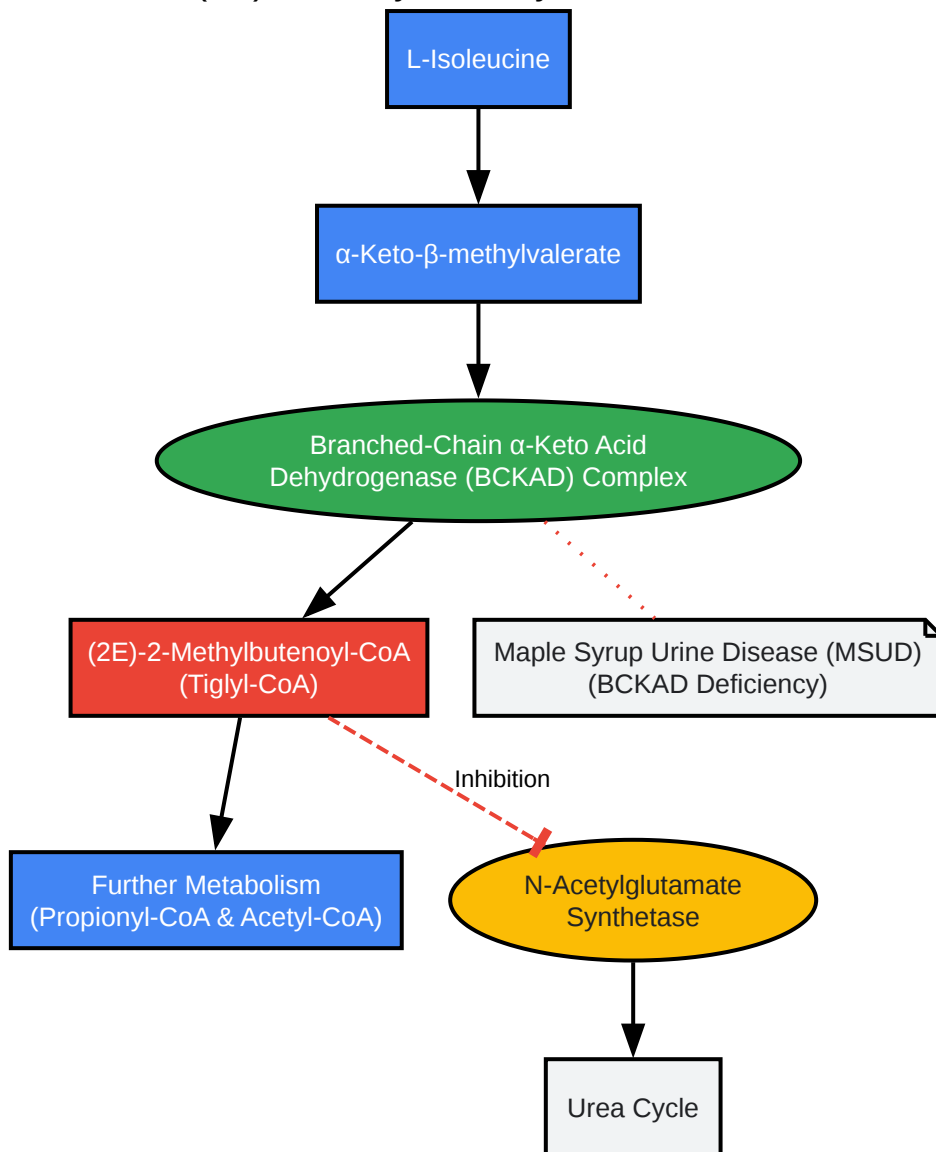 L-Isoleucine
α-Keto-β-methylvalerate
Branched-Chain α-Keto Acid
Dehydrogenase (BCKAD) Complex
(2E)-2-Methylbutenoyl-CoA
(Tiglyl-CoA)
Maple Syrup Urine Disease (MSUD)
(BCKAD Deficiency)
Inhibition
Further Metabolism
(Propionyl-CoA & Acetyl-CoA)
N-Acetylglutamate
Synthetase
Urea Cycle